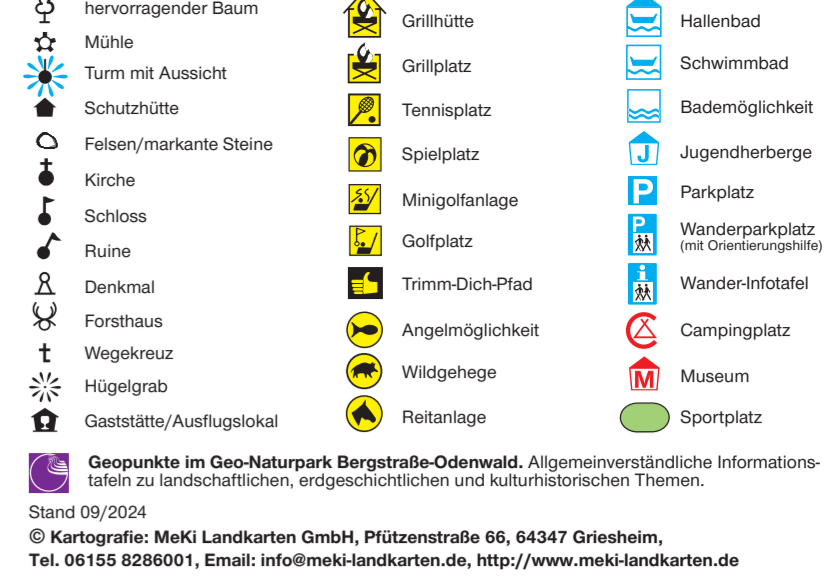 hervorragender Baum
Mühle
Turm mit Aussicht
Schutzhütte
Felsen/markante Steine
Kirche
Schloss
Ruine
Denkmal
Forsthaus
Wegekreuz
Hügelgrab
Gaststätte/Ausflugslokal
Grillhütte
Grillplatz
Tennisplatz
Spielplatz
Minigolfanlage
Golfplatz
Trimm-Dich-Pfad
Angelmöglichkeit
Wildgehege
Reitanlage
Hallenbad
Schwimmbad
Bademöglichkeit
J Jugendherberge
P Parkplatz
P Wanderparkplatz
(mit Orientierungshilfe)
i Wander-Infotafel
Campingplatz
M Museum
Sportplatz
Geopunkte im Geo-Naturpark Bergstraße-Odenwald. Allgemeinverständliche Informations-
tafeln zu landschaftlichen, erdgeschichtlichen und kulturhistorischen Themen.
Stand 09/2024
© Kartografie: MeKi Landkarten GmbH, Pfützenstraße 66, 64347 Griesheim,
Tel. 06155 8286001, Email: info@meki-landkarten.de, http://www.meki-landkarten.de